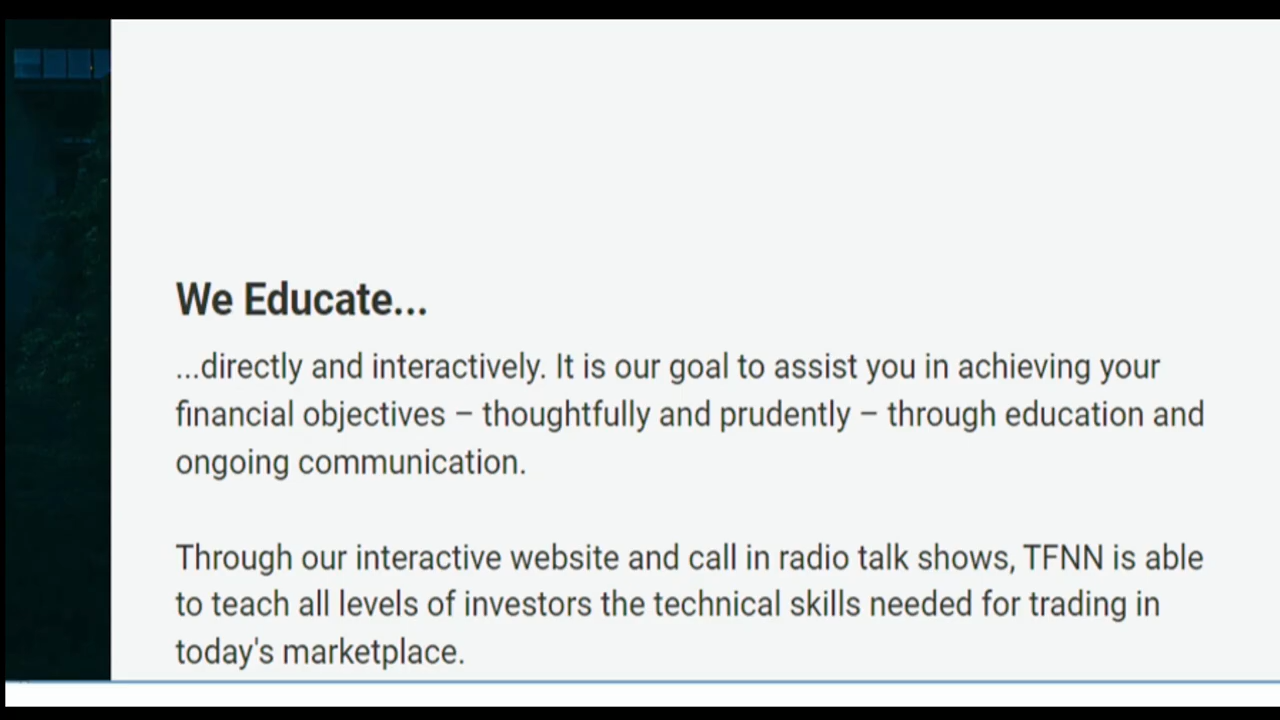 We Educate...
...directly and interactively. It is our goal to assist you in achieving your
financial objectives – thoughtfully and prudently – through education and
ongoing communication.
Through our interactive website and call in radio talk shows, TFNN is able
to teach all levels of investors the technical skills needed for trading in
today's marketplace.